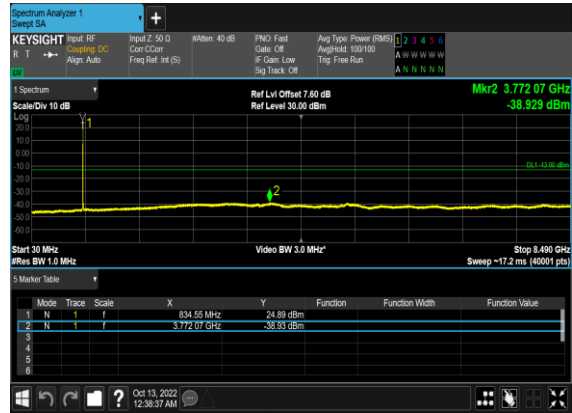 Spectrum Analyzer 1
Swept SA
+
KEYSIGHT Input: RF Input Z: 50 Ω #Atten: 40 dB PNO: Fast Avg Type: Power (RMS) 1 2 3 4 5 6
R T Coupling: DC Corr CCorr Gate: Off Avg|Hold: 100/100 A W W W W W
Align: Auto Freq Ref: Int (S) IF Gain: Low Trig: Free Run
Sig Track: Off A N N N N N
1 Spectrum Ref Lvl Offset 7.60 dB Mkr2 3.772 07 GHz
Scale/Div 10 dB Ref Level 30.00 dBm -38.929 dBm
Log
20.0
1
10.0
0.00
-10.0
DL1 -13.00 dBm
-20.0
-30.0
2
-40.0
-50.0
-60.0
Start 30 MHz Video BW 3.0 MHz* Stop 8.490 GHz
#Res BW 1.0 MHz Sweep ~17.2 ms (40001 pts)
5 Marker Table
Mode Trace Scale X Y Function Function Width Function Value
1 N 1 f 834.55 MHz 24.89 dBm
2 N 1 f 3.772 07 GHz -38.93 dBm
3
4
5
6
? Oct 13, 2022
12:38:37 AM